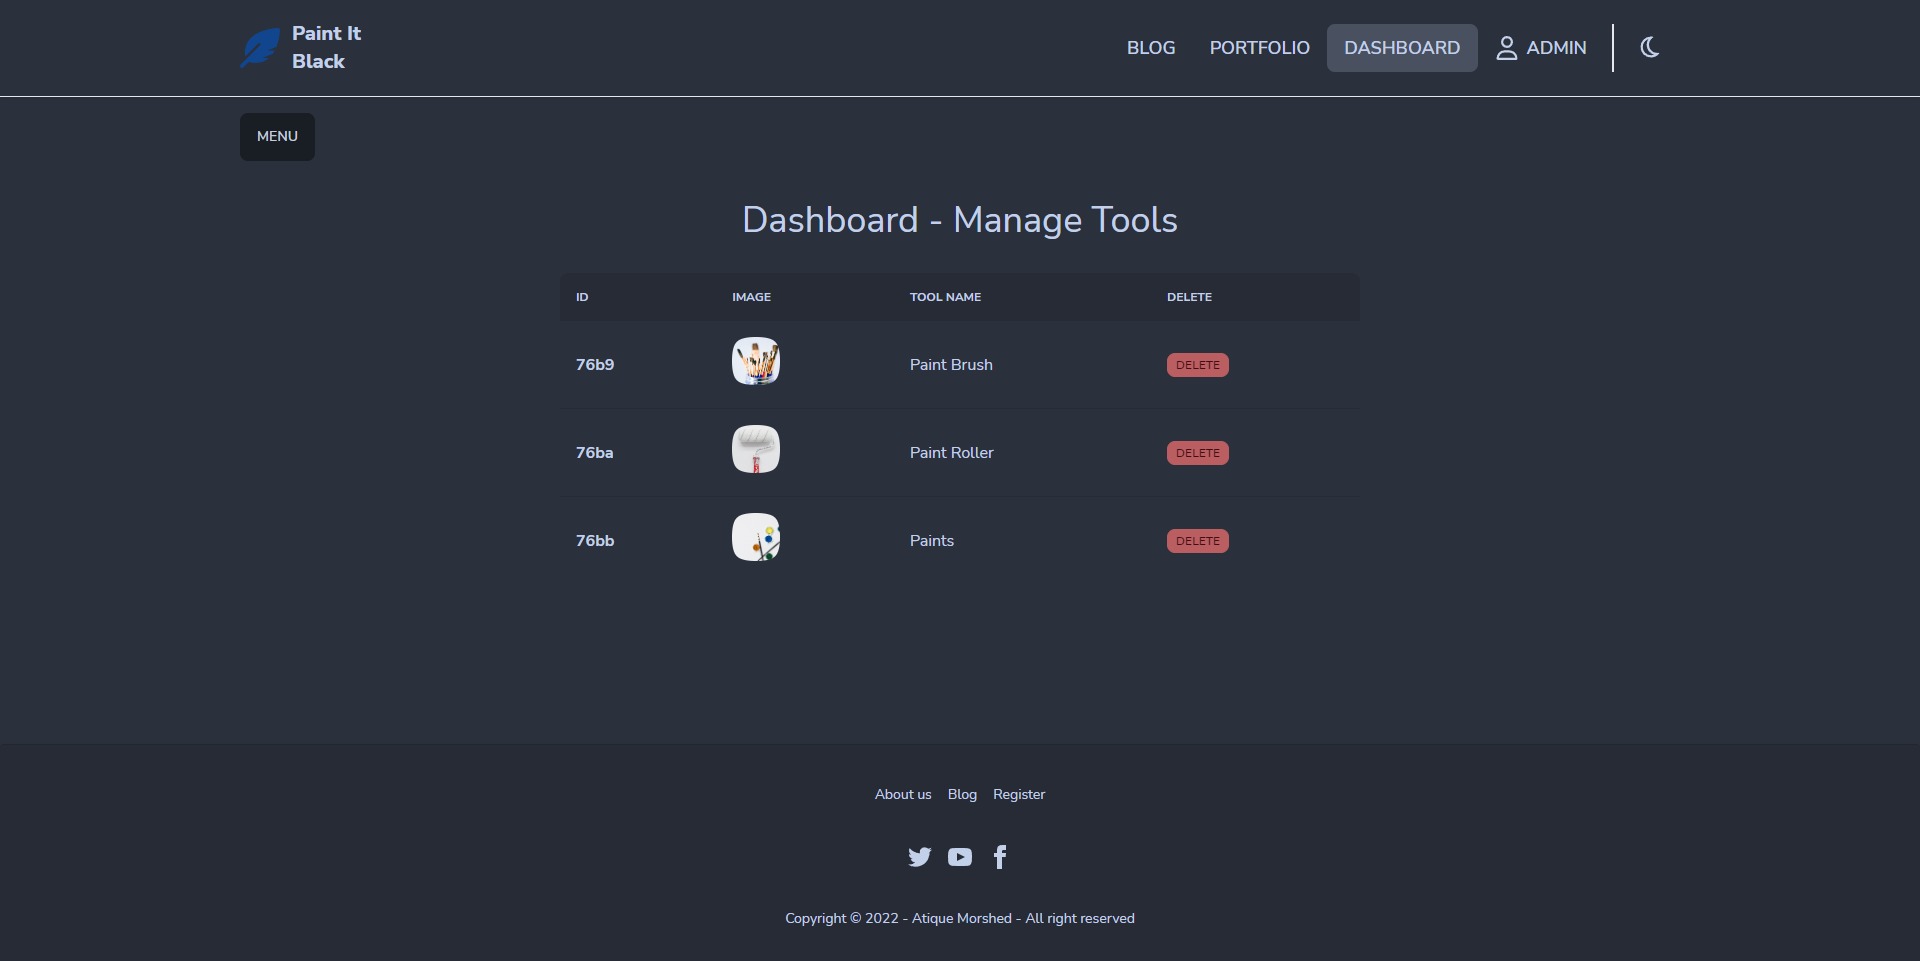 Paint It
Black
BLOG PORTFOLIO DASHBOARD ADMIN
MENU
Dashboard - Manage Tools
ID IMAGE TOOL NAME DELETE
76b9 Paint Brush DELETE
76ba Paint Roller DELETE
76bb Paints DELETE
About us Blog Register
Copyright © 2022 - Atique Morshed - All right reserved